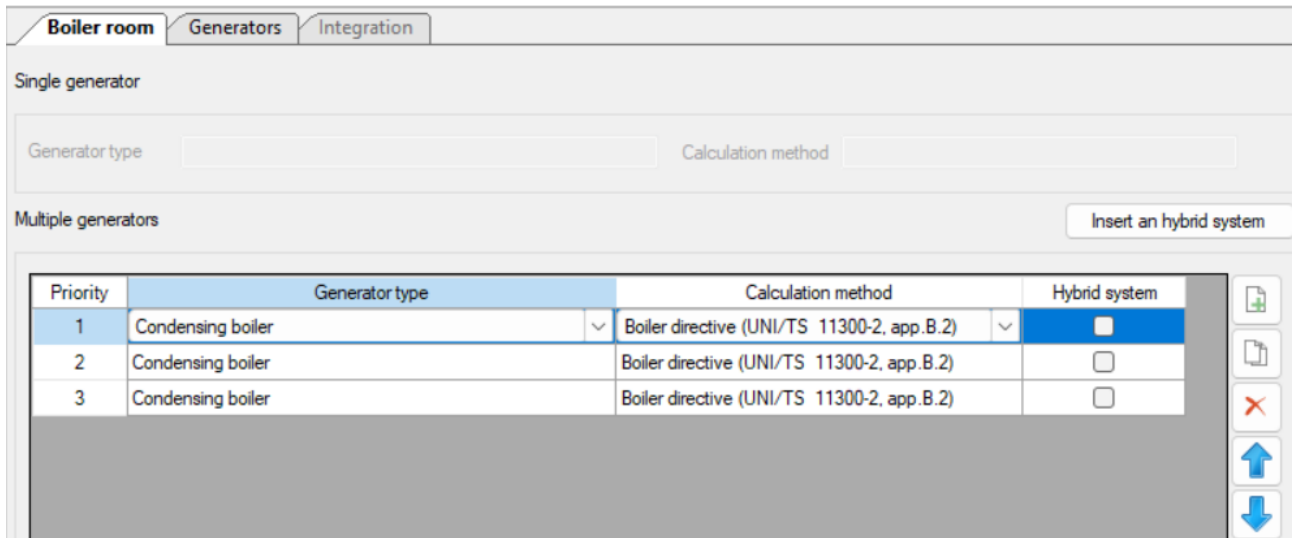 Boiler room Generators Integration
Single generator
Generator type Calculation method
Multiple generators Insert an hybrid system
Priority Generator type Calculation method Hybrid system
1 Condensing boiler Boiler directive (UNI/TS 11300-2, app.B.2)
2 Condensing boiler Boiler directive (UNI/TS 11300-2, app.B.2)
3 Condensing boiler Boiler directive (UNI/TS 11300-2, app.B.2)